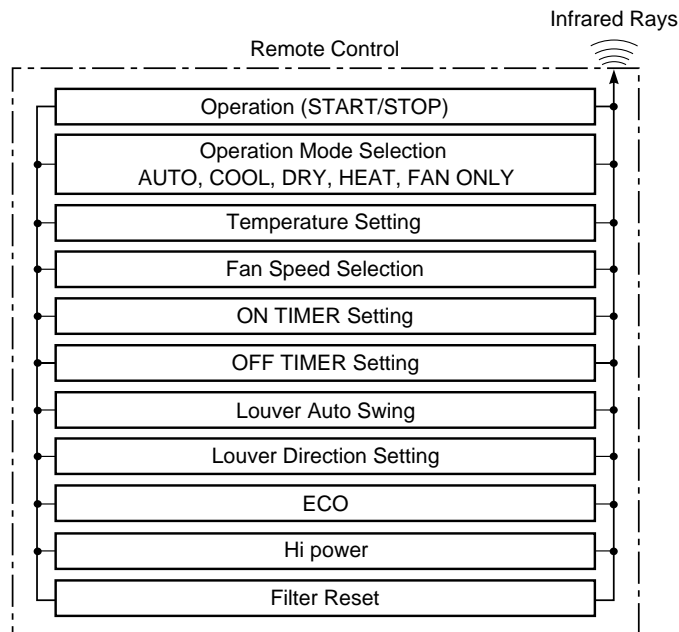 Infrared Rays
Remote Control
Operation (START/STOP)
Operation Mode Selection
AUTO, COOL, DRY, HEAT, FAN ONLY
Temperature Setting
Fan Speed Selection
ON TIMER Setting
OFF TIMER Setting
Louver Auto Swing
Louver Direction Setting
ECO
Hi power
Filter Reset